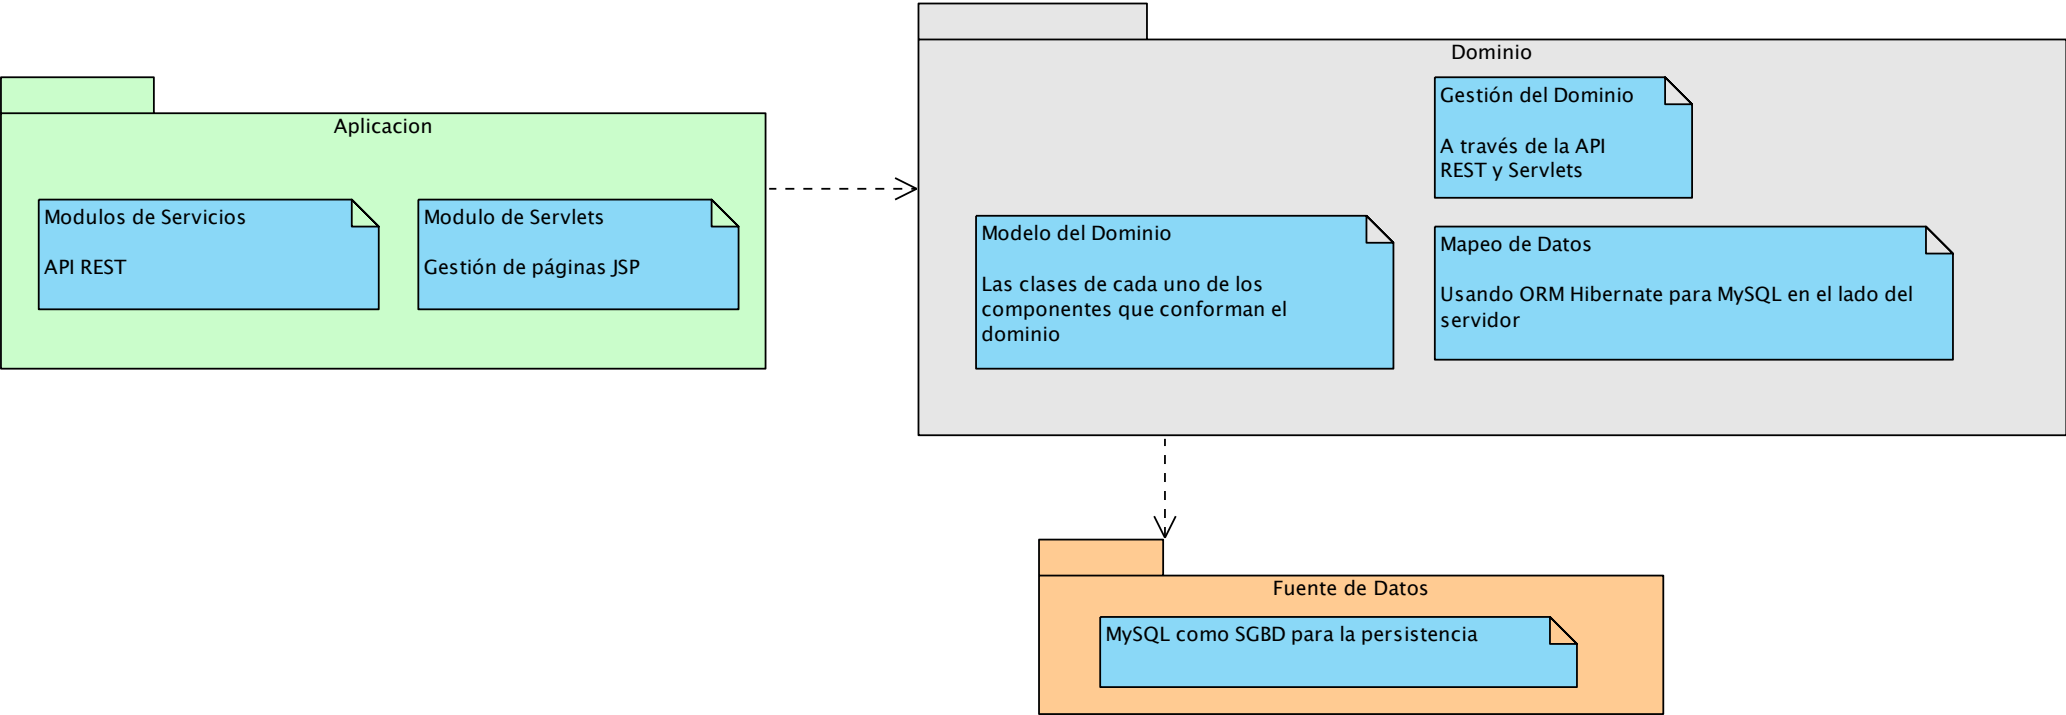 Aplicacion
Modulos de Servicios
API REST
Modulo de Servlets
Gestión de páginas JSP
Dominio
Gestión del Dominio
A través de la API
REST y Servlets
Modelo del Dominio
Las clases de cada uno de los
componentes que conforman el
dominio
Mapeo de Datos
Usando ORM Hibernate para MySQL en el lado del
servidor
Fuente de Datos
MySQL como SGBD para la persistencia